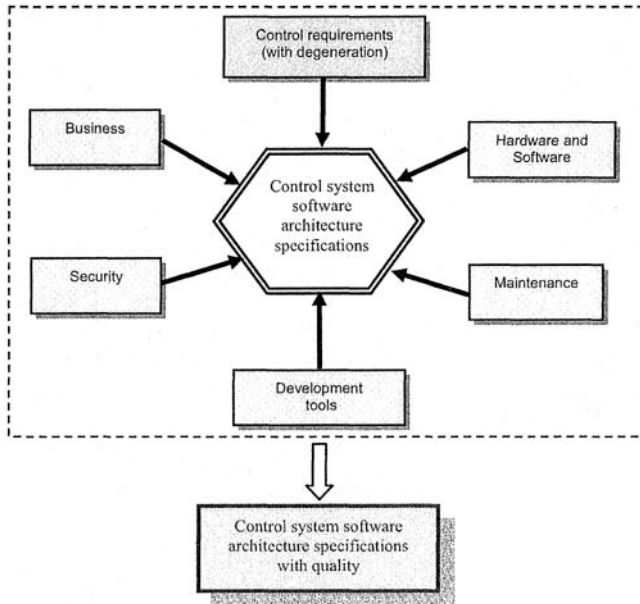 Control requirements
(with degeneration)
Business
Hardware and
Software
Control system
software
architecture
specifications
Security
Maintenance
Development
tools
Control system software
architecture specifications
with quality